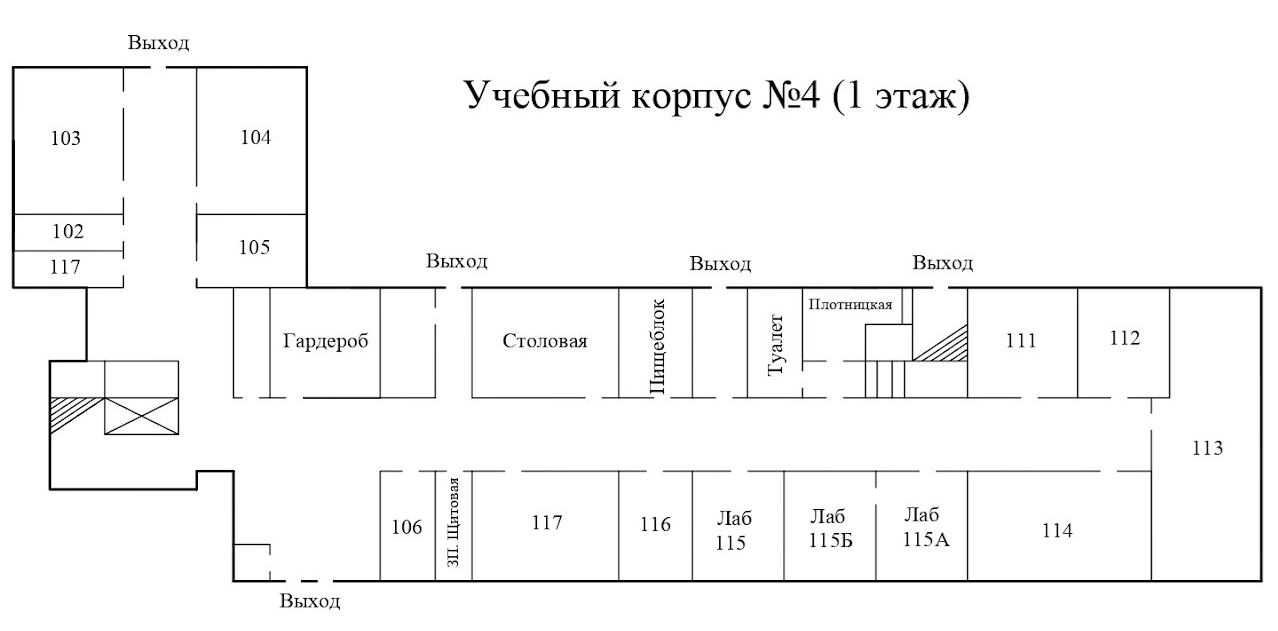 Выход
Учебный корпус №4 (1 этаж)
103
104
102
105
117
Выход
Выход
Выход
Гардероб
Столовая
Пищеблок
Туалет
Плотницкая
111
112
113
106
ЗП. Щитовая
117
116
Лаб
115
Лаб
115Б
Лаб
115А
114
Выход